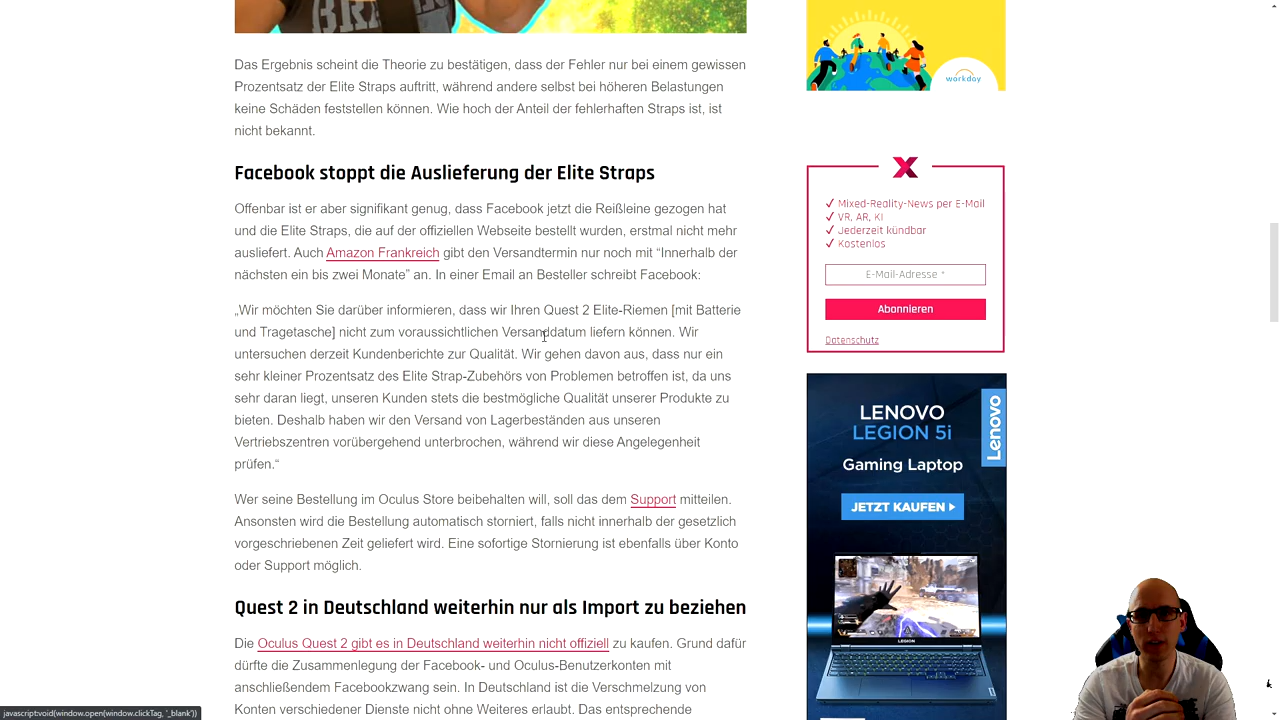 BROOK
Das Ergebnis scheint die Theorie zu bestätigen, dass der Fehler nur bei einem gewissen
Prozentsatz der Elite Straps auftritt, während andere selbst bei höheren Belastungen
keine Schäden feststellen können. Wie hoch der Anteil der fehlerhaften Straps ist, ist
nicht bekannt.
Facebook stoppt die Auslieferung der Elite Straps
Offenbar ist er aber signifikant genug, dass Facebook jetzt die Reißleine gezogen hat
und die Elite Straps, die auf der offiziellen Webseite bestellt wurden, erstmal nicht mehr
ausliefert. Auch Amazon Frankreich gibt den Versandtermin nur noch mit “Innerhalb der
nächsten ein bis zwei Monate” an. In einer Email an Besteller schreibt Facebook:
„Wir möchten Sie darüber informieren, dass wir Ihren Quest 2 Elite-Riemen [mit Batterie
und Tragetasche] nicht zum voraussichtlichen Versanddatum liefern können. Wir
untersuchen derzeit Kundenberichte zur Qualität. Wir gehen davon aus, dass nur ein
sehr kleiner Prozentsatz des Elite Strap-Zubehörs von Problemen betroffen ist, da uns
sehr daran liegt, unseren Kunden stets die bestmögliche Qualität unserer Produkte zu
bieten. Deshalb haben wir den Versand von Lagerbeständen aus unseren
Vertriebszentren vorübergehend unterbrochen, während wir diese Angelegenheit
prüfen.“
Wer seine Bestellung im Oculus Store beibehalten will, soll das dem Support mitteilen.
Ansonsten wird die Bestellung automatisch storniert, falls nicht innerhalb der gesetzlich
vorgeschriebenen Zeit geliefert wird. Eine sofortige Stornierung ist ebenfalls über Konto
oder Support möglich.
Quest 2 in Deutschland weiterhin nur als Import zu beziehen
Die Oculus Quest 2 gibt es in Deutschland weiterhin nicht offiziell zu kaufen. Grund dafür
dürfte die Zusammenlegung der Facebook- und Oculus-Benutzerkonten mit
anschließendem Facebookzwang sein. In Deutschland ist die Verschmelzung von
Konten verschiedener Dienste nicht ohne Weiteres erlaubt. Das entsprechende
workday
X
✓ Mixed-Reality-News per E-Mail
✓ VR, AR, KI
✓ Jederzeit kündbar
✓ Kostenlos
E-Mail-Adresse *
Abonnieren
Datenschutz
LENOVO
LEGION 5i
Lenovo
Gaming Laptop
JETZT KAUFEN
LEGION
javascript:void(window.open(window.clickTag, '_blank'))